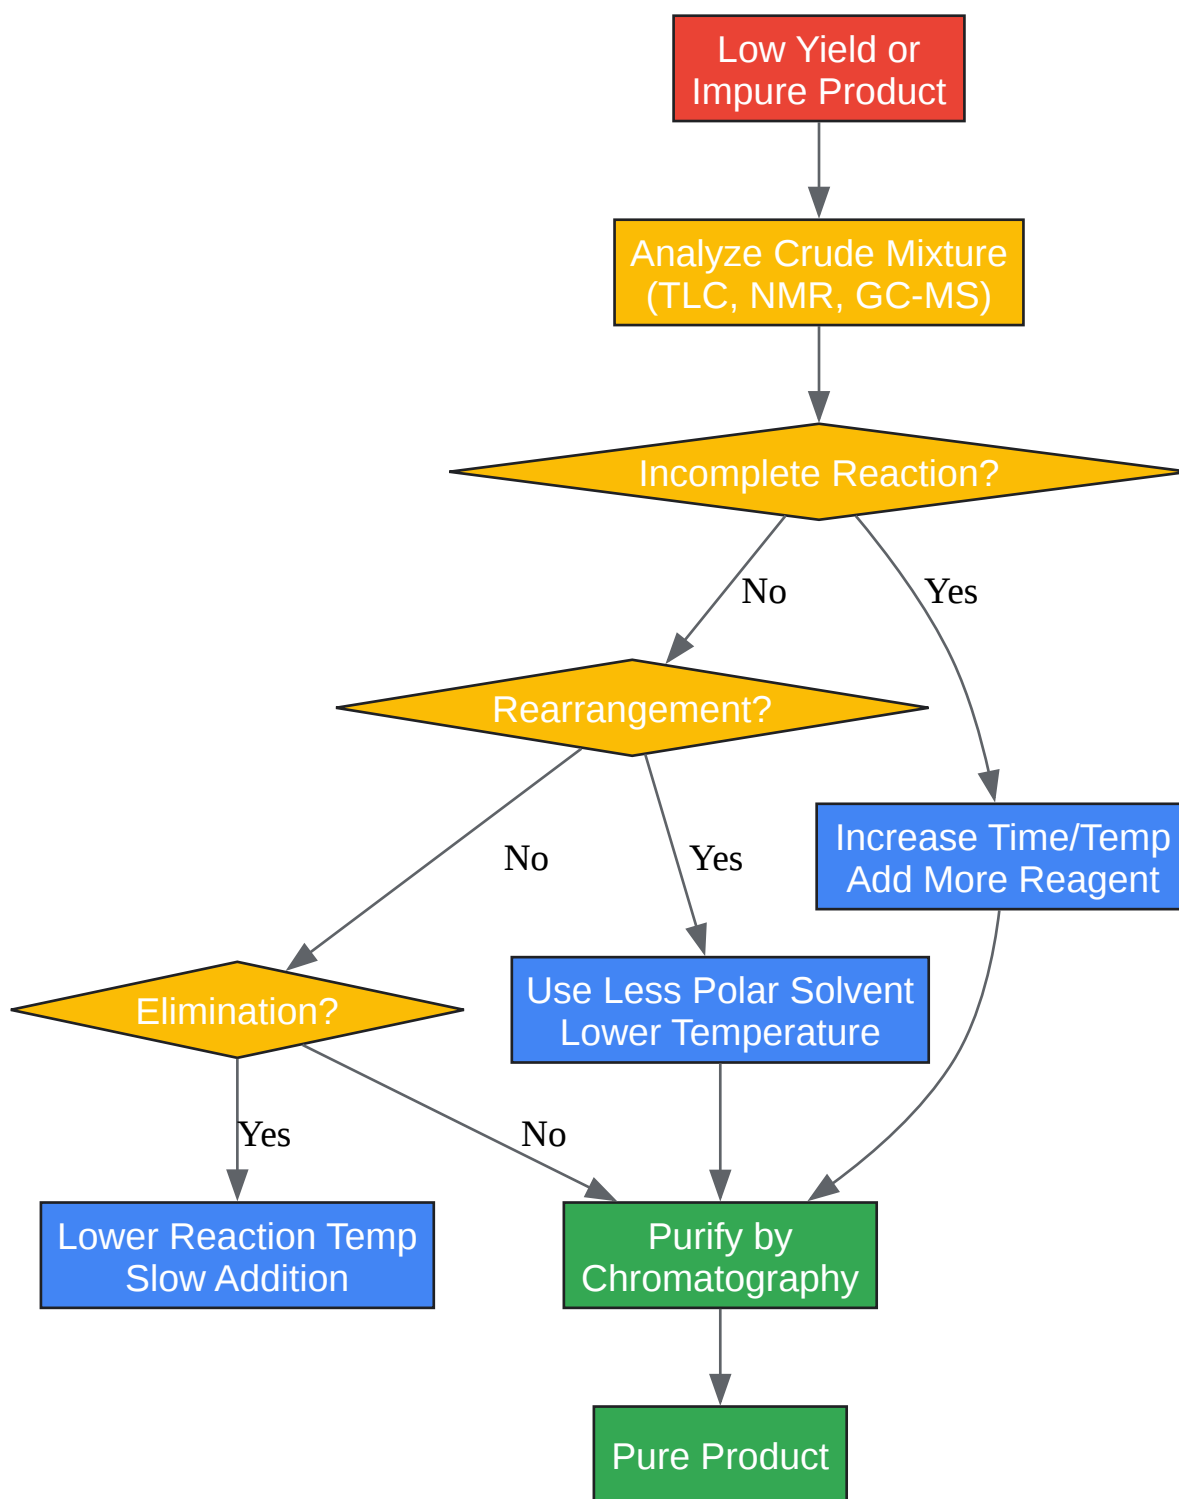 Low Yield or
Impure Product
Analyze Crude Mixture
(TLC, NMR, GC-MS)
Incomplete Reaction?
No
Yes
Rearrangement?
Increase Time/Temp
Add More Reagent
No
Yes
Use Less Polar Solvent
Lower Temperature
Elimination?
Yes
No
Lower Reaction Temp
Slow Addition
Purify by
Chromatography
Pure Product